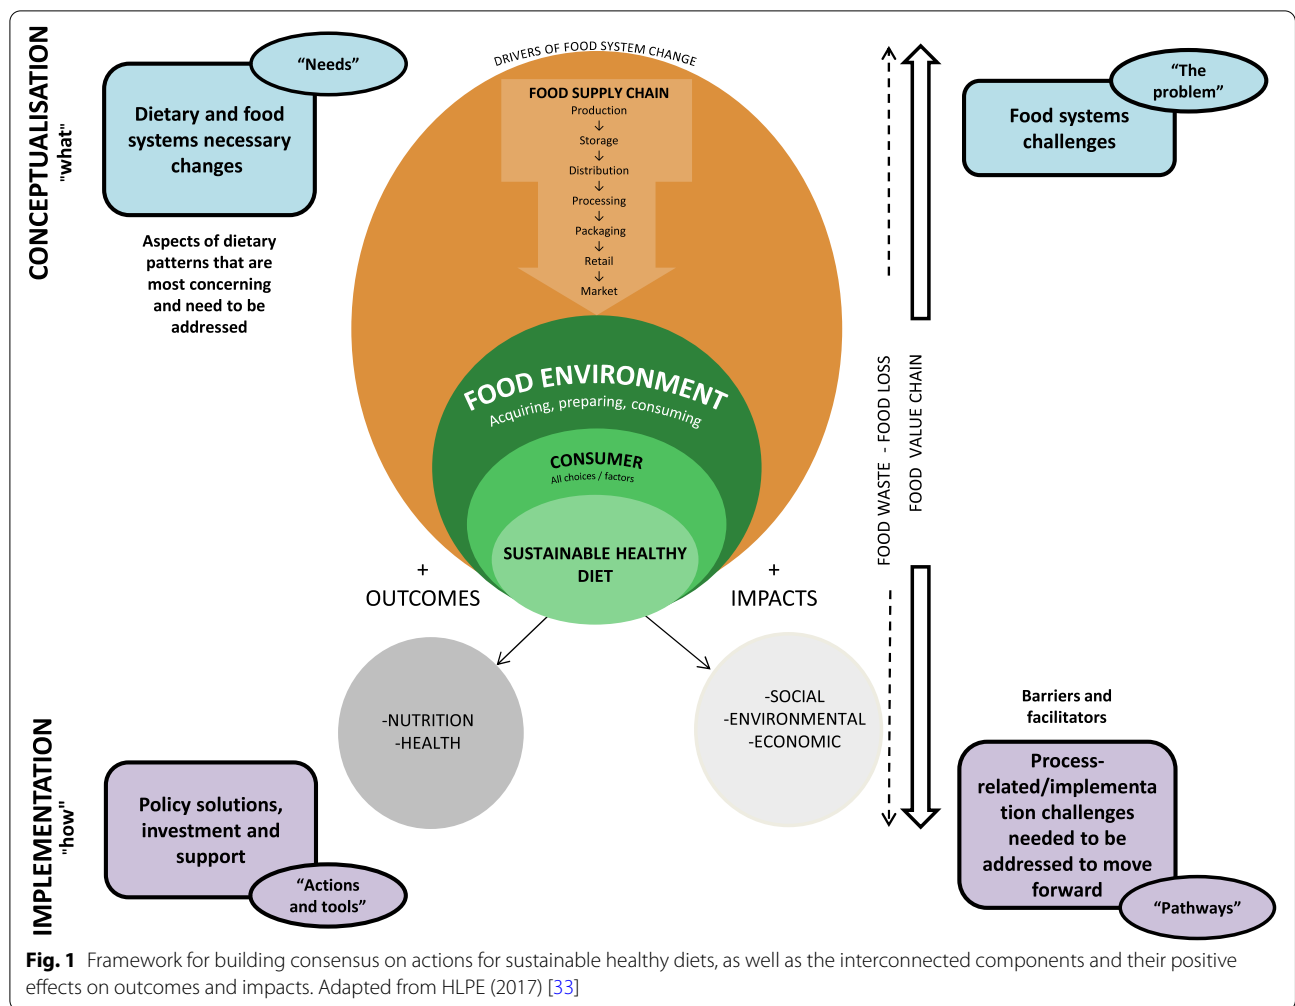 CONCEPTUALISATION
"what"
“Needs”
Dietary and food
systems necessary
changes
Aspects of dietary
patterns that are
most concerning
and need to be
addressed
DRIVERS OF FOOD SYSTEM CHANGE
FOOD SUPPLY CHAIN
Production
↓
Storage
↓
Distribution
↓
Processing
↓
Packaging
↓
Retail
↓
Market
FOOD ENVIRONMENT
Acquiring, preparing, consuming
CONSUMER
All choices / factors
SUSTAINABLE HEALTHY
DIET
+
OUTCOMES
+
IMPACTS
-NUTRITION
-HEALTH
-SOCIAL
-ENVIRONMENTAL
-ECONOMIC
FOOD WASTE - FOOD LOSS
FOOD VALUE CHAIN
“The
problem”
Food systems
challenges
IMPLEMENTATION
"how"
Policy solutions,
investment and
support
“Actions
and tools”
Barriers and
facilitators
Process-
related/implementa
tion challenges
needed to be
addressed to move
forward
“Pathways”
Fig. 1 Framework for building consensus on actions for sustainable healthy diets, as well as the interconnected components and their positive
effects on outcomes and impacts. Adapted from HLPE (2017) [33]